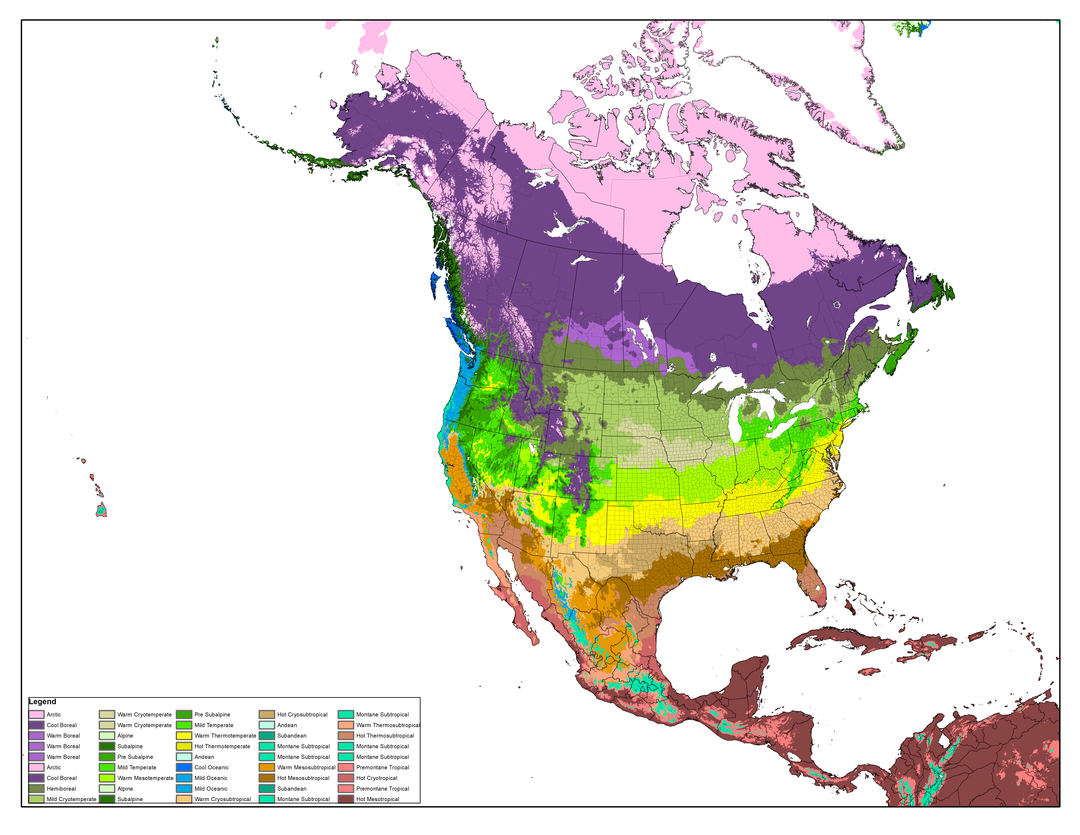 Legend
Arctic
Cool Boreal
Warm Boreal
Warm Boreal
Warm Boreal
Arctic
Cool Boreal
Hemiboreal
Mild Cryotemperate
Warm Cryotemperate
Warm Cryotemperate
Alpine
Subalpine
Pre Subalpine
Mild Temperate
Warm Mesotemperate
Alpine
Subalpine
Pre Subalpine
Mild Temperate
Warm Thermotemperate
Hot Thermotemperate
Andean
Cool Oceanic
Mild Oceanic
Mild Oceanic
Warm Cryosubtropical
Hot Cryosubtropical
Andean
Subandean
Montane Subtropical
Montane Subtropical
Warm Mesosubtropical
Hot Mesosubtropical
Subandean
Montane Subtropical
Montane Subtropical
Warm Thermosubtropical
Hot Thermosubtropical
Montane Subtropical
Montane Subtropical
Premontane Tropical
Hot Cryotropical
Premontane Tropical
Hot Mesotropical